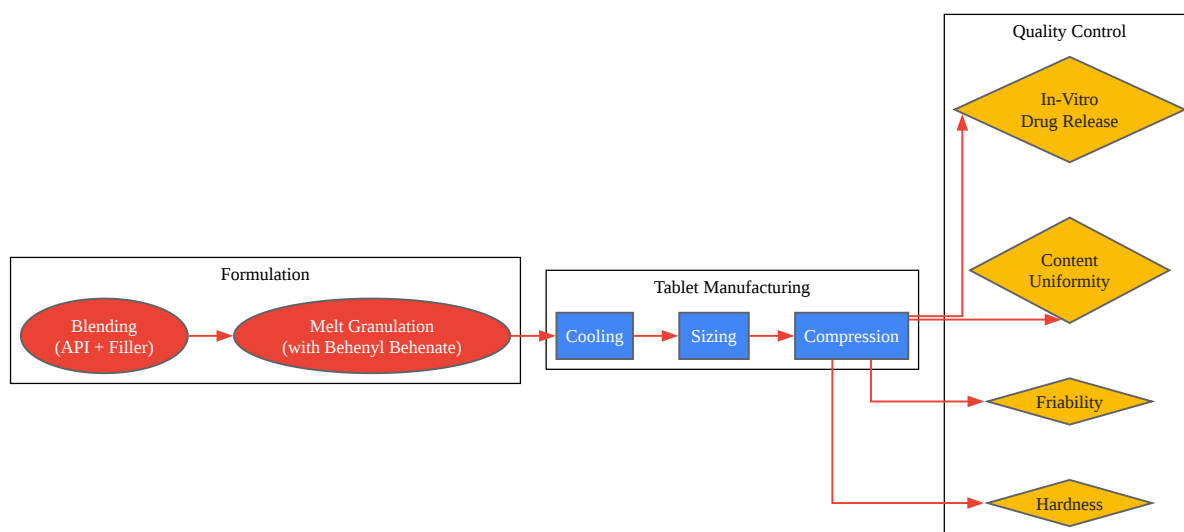 Formulation
Blending
(API + Filler)
Melt Granulation
(with Behenyl Behenate)
Tablet Manufacturing
Cooling
Sizing
Compression
Quality Control
In-Vitro
Drug Release
Content
Uniformity
Friability
Hardness